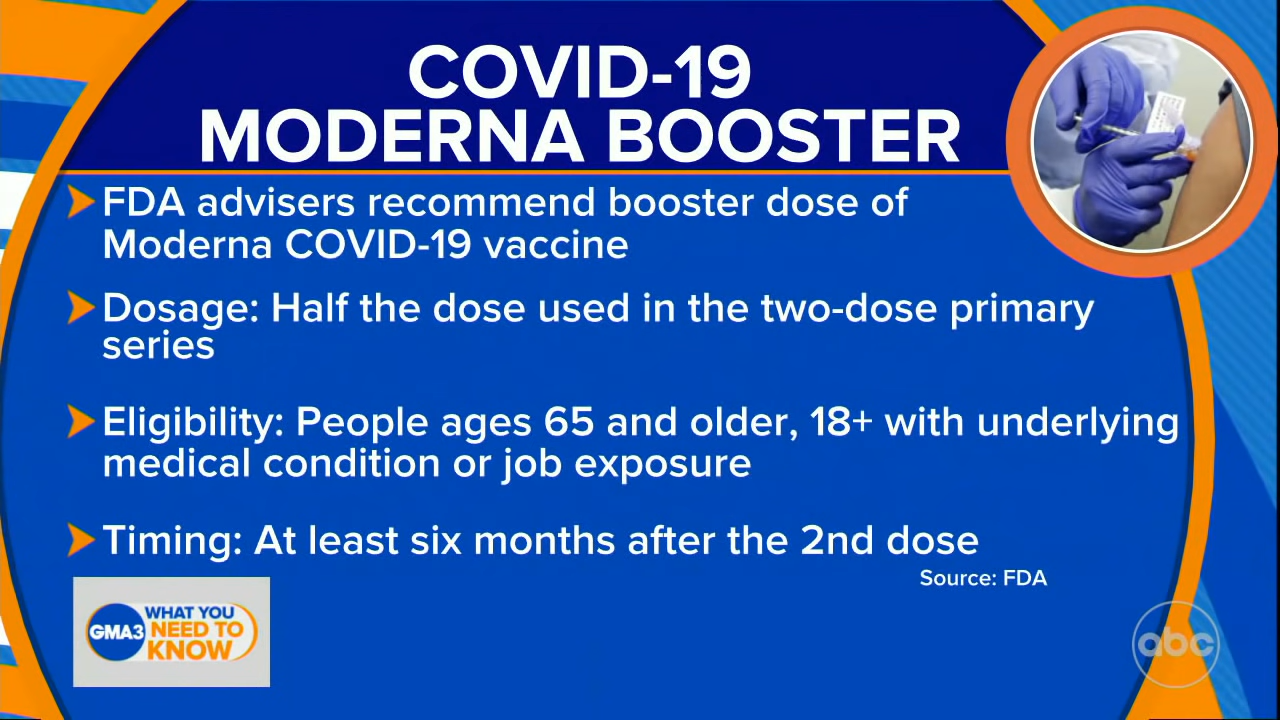 COVID-19
MODERNA BOOSTER
FDA advisers recommend booster dose of
Moderna COVID-19 vaccine
Dosage: Half the dose used in the two-dose primary
series
Eligibility: People ages 65 and older, 18+ with underlying
medical condition or job exposure
Timing: At least six months after the 2nd dose
Source: FDA
GMA3
WHAT YOU
NEED TO
KNOW
abc